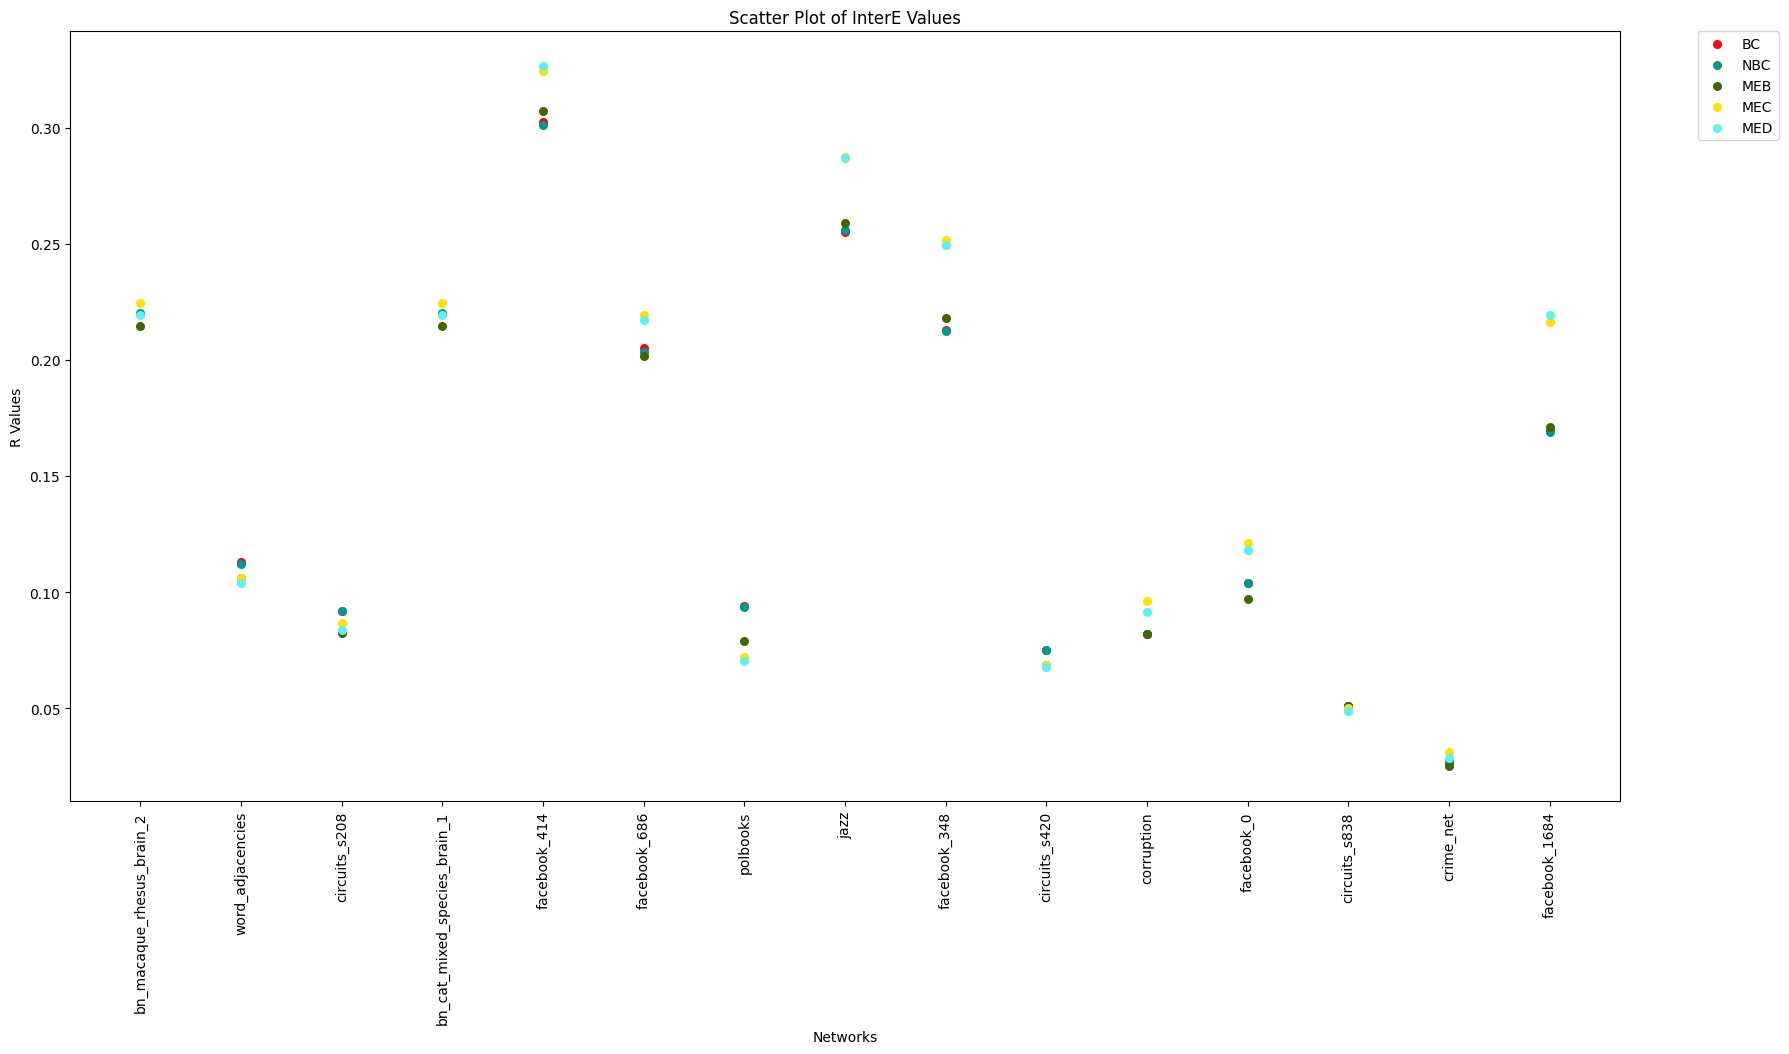 Scatter Plot of InterE Values
BC
NBC
MEB
MEC
MED
R Values
0.30
0.25
0.20
0.15
0.10
0.05
bn_macaque_rhesus_brain_2
word_adjacencies
circuits_s208
bn_cat_mixed_species_brain_1
facebook_414
facebook_686
polbooks
jazz
facebook_348
circuits_s420
corruption
facebook_0
circuits_s838
crime_net
facebook_1684
Networks